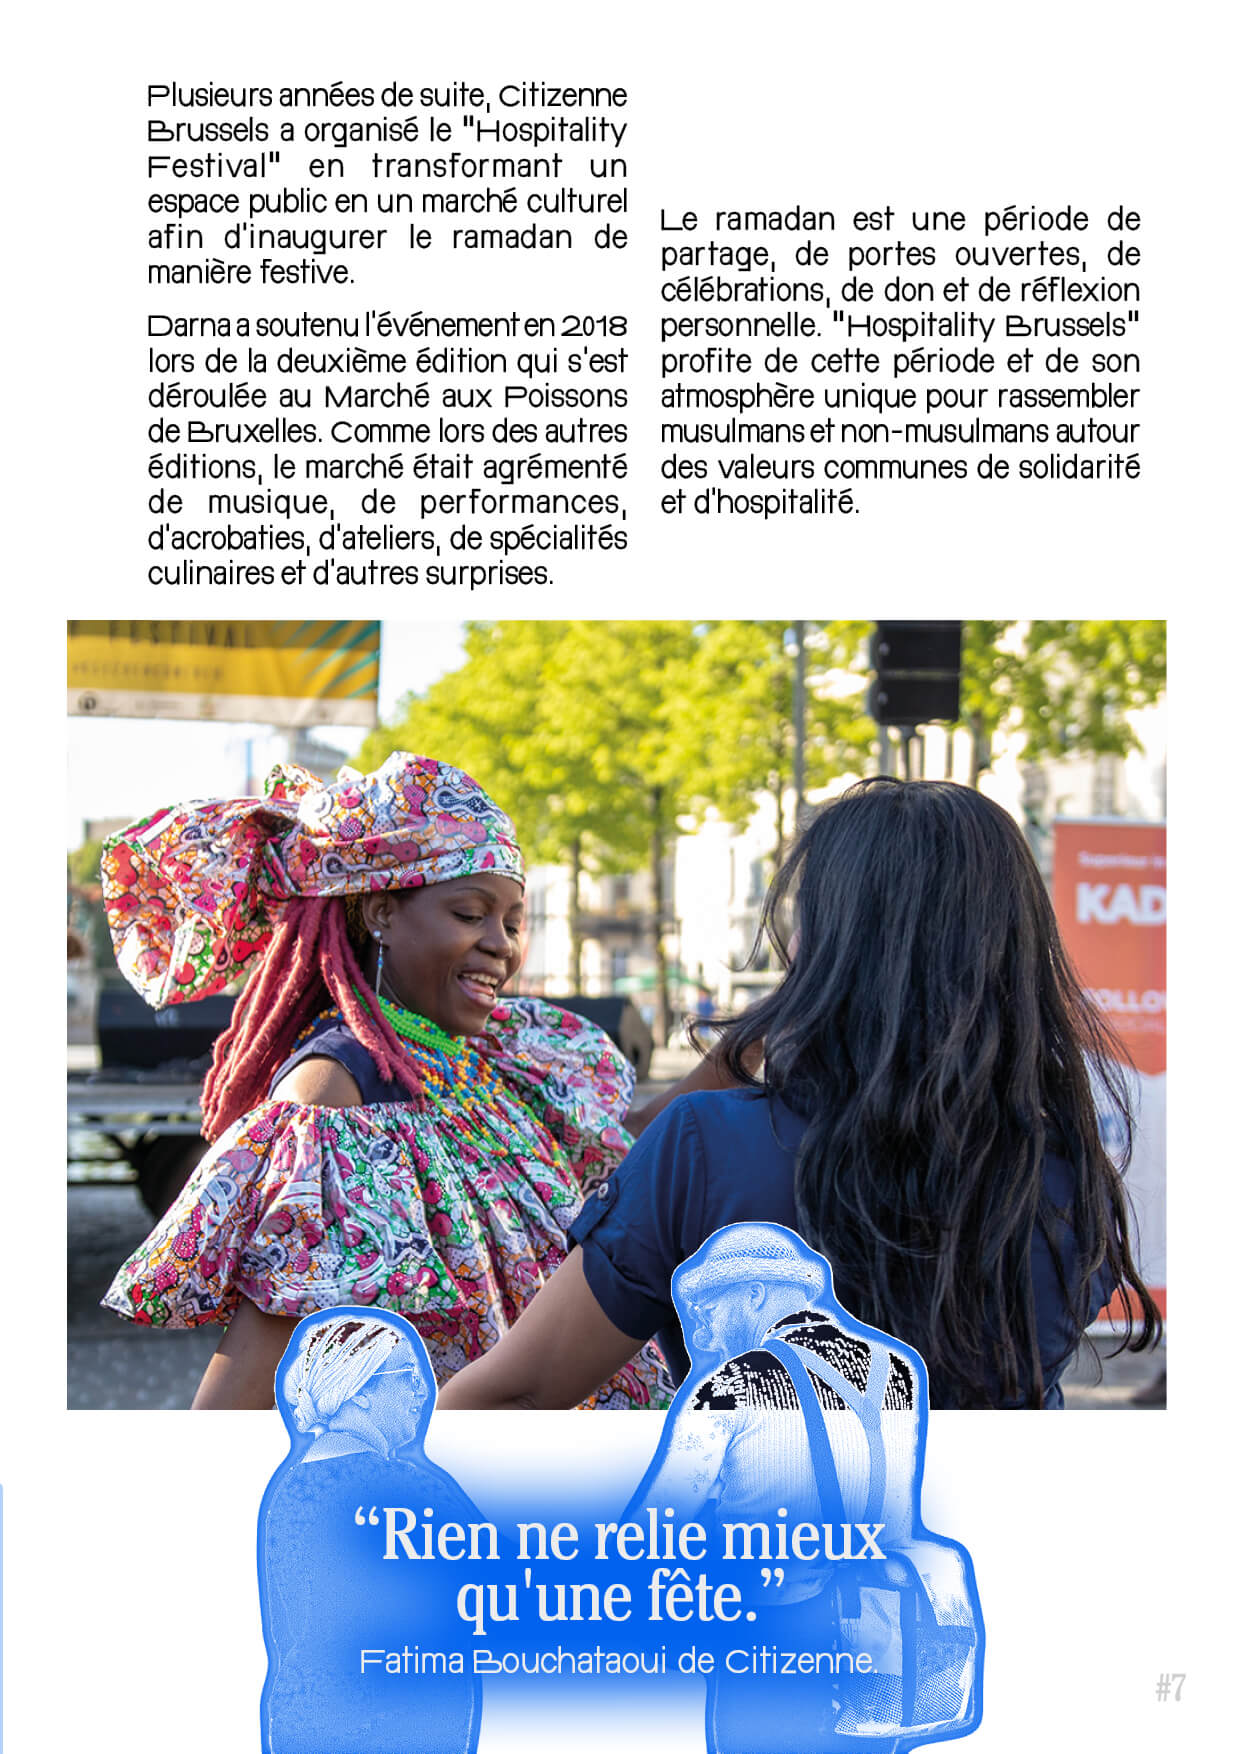 Plusieurs années de suite, Citizenne
Brussels a organisé le "Hospitality
Festival" en transformant un
espace public en un marché culturel
afin d'inaugurer le ramadan de
manière festive.
Darna a soutenu l'événement en 2018
lors de la deuxième édition qui s'est
déroulée au Marché aux Poissons
de Bruxelles. Comme lors des autres
éditions, le marché était agrémenté
de musique, de performances,
d'acrobaties, d'ateliers, de spécialités
culinaires et d'autres surprises.
Le ramadan est une période de
partage, de portes ouvertes, de
célébrations, de don et de réflexion
personnelle. "Hospitality Brussels"
profite de cette période et de son
atmosphère unique pour rassembler
musulmans et non-musulmans autour
des valeurs communes de solidarité
et d'hospitalité.
FESTIVAL
KAD
“Rien ne relie mieux
qu'une fête.”
Fatima Bouchataoui de Citizenne.
#7